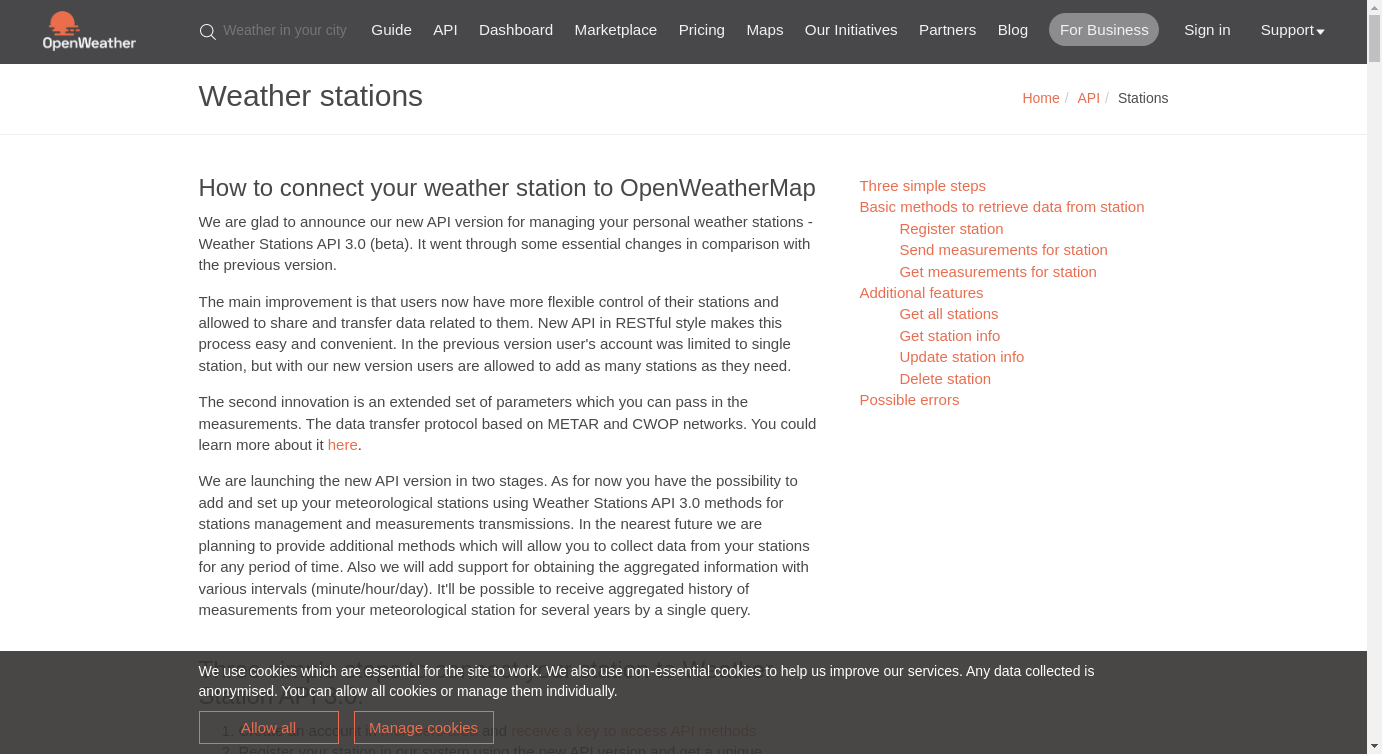 OpenWeather
Weather in your city
Guide API Dashboard Marketplace Pricing Maps Our Initiatives Partners Blog For Business Sign in Support
Weather stations
Home / API / Stations
How to connect your weather station to OpenWeatherMap
We are glad to announce our new API version for managing your personal weather stations -
Weather Stations API 3.0 (beta). It went through some essential changes in comparison with
the previous version.
The main improvement is that users now have more flexible control of their stations and
allowed to share and transfer data related to them. New API in RESTful style makes this
process easy and convenient. In the previous version user's account was limited to single
station, but with our new version users are allowed to add as many stations as they need.
The second innovation is an extended set of parameters which you can pass in the
measurements. The data transfer protocol based on METAR and CWOP networks. You could
learn more about it here.
We are launching the new API version in two stages. As for now you have the possibility to
add and set up your meteorological stations using Weather Stations API 3.0 methods for
stations management and measurements transmissions. In the nearest future we are
planning to provide additional methods which will allow you to collect data from your stations
for any period of time. Also we will add support for obtaining the aggregated information with
various intervals (minute/hour/day). It'll be possible to receive aggregated history of
measurements from your meteorological station for several years by a single query.
Three simple steps
Basic methods to retrieve data from station
Register station
Send measurements for station
Get measurements for station
Additional features
Get all stations
Get station info
Update station info
Delete station
Possible errors
We use cookies which are essential for the site to work. We also use non-essential cookies to help us improve our services. Any data collected is
anonymised. You can allow all cookies or manage them individually.
Allow all
Manage cookies
and receive a key to access API methods
2. Register your station in our system using the new API version and get a unique